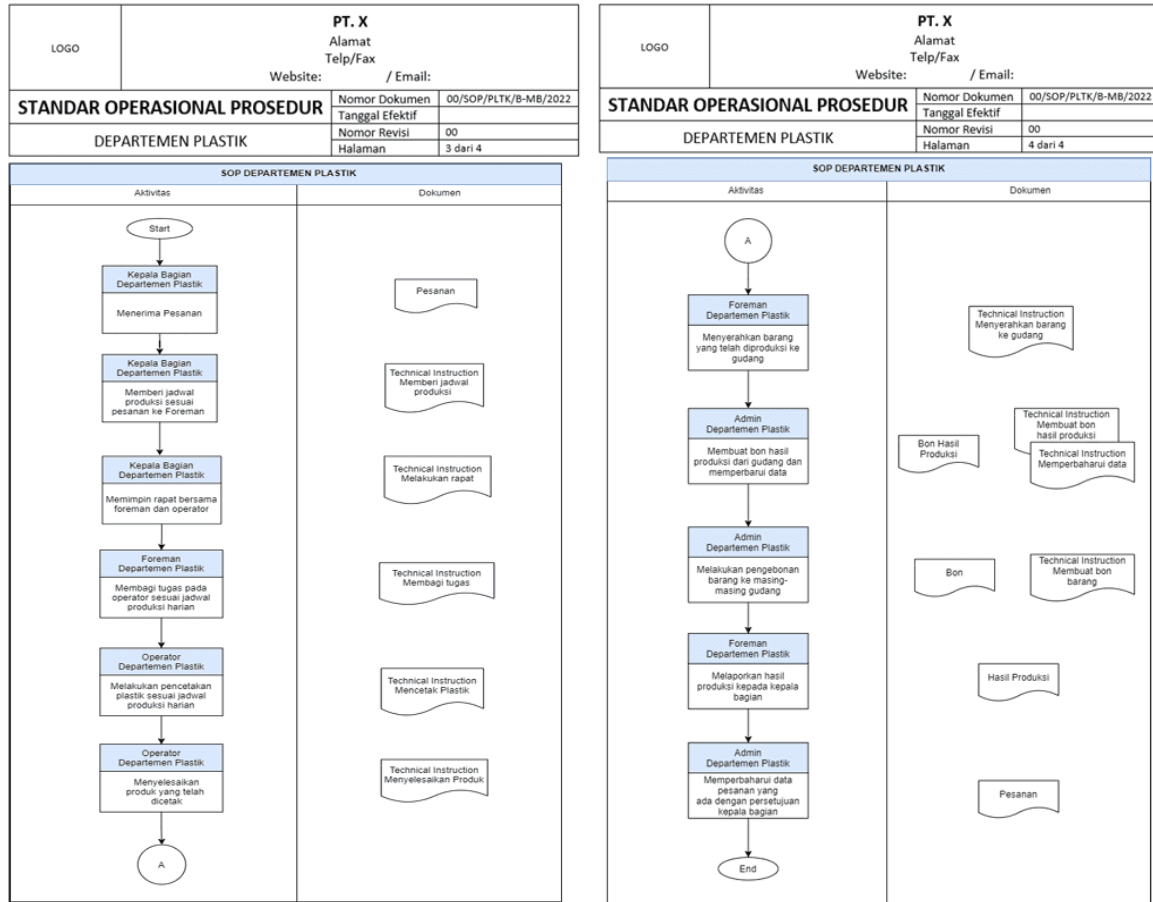 LOGO
PT. X
Alamat
Telp/Fax
Website: / Email:
STANDAR OPERASIONAL PROSEDUR
Nomor Dokumen 00/SOP/PLTK/B-MB/2022
Tanggal Efektif
DEPARTEMEN PLASTIK
Nomor Revisi 00
Halaman 3 dari 4
SOP DEPARTEMEN PLASTIK
Aktivitas Dokumen
Start
Kepala Bagian
Departemen Plastik
Menerima Pesanan
Pesanan
Kepala Bagian
Departemen Plastik
Memberi jadwal
produksi sesuai
pesanan ke Foreman
Technical Instruction
Memberi jadwal
produksi
Kepala Bagian
Departemen Plastik
Memimpin rapat bersama
foreman dan operator
Technical Instruction
Melakukan rapat
Foreman
Departemen Plastik
Membagi tugas pada
operator sesuai jadwal
produksi harian
Technical Instruction
Membagi tugas
Operator
Departemen Plastik
Melakukan pencetakan
plastik sesuai jadwal
produksi harian
Technical Instruction
Mencetak Plastik
Operator
Departemen Plastik
Menyelesaikan
produk yang telah
dicetak
Technical Instruction
Menyelesaikan Produk
A
LOGO
PT. X
Alamat
Telp/Fax
Website: / Email:
STANDAR OPERASIONAL PROSEDUR
Nomor Dokumen 00/SOP/PLTK/B-MB/2022
Tanggal Efektif
DEPARTEMEN PLASTIK
Nomor Revisi 00
Halaman 4 dari 4
SOP DEPARTEMEN PLASTIK
Aktivitas Dokumen
A
Foreman
Departemen Plastik
Menyerahkan barang
yang telah diproduksi ke
gudang
Technical Instruction
Menyerahkan barang
ke gudang
Admin
Departemen Plastik
Membuat bon hasil
produksi dari gudang dan
memperbarui data
Bon Hasil
Produksi
Technical Instruction
Membuat bon
hasil produksi
Technical Instruction
Memperbaharui data
Admin
Departemen Plastik
Melakukan pengebonan
barang ke masing-
masing gudang
Bon
Technical Instruction
Membuat bon
barang
Foreman
Departemen Plastik
Melaporkan hasil
produksi kepada kepala
bagian
Hasil Produksi
Admin
Departemen Plastik
Memperbaharui data
pesanan yang
ada dengan persetujuan
kepala bagian
Pesanan
End